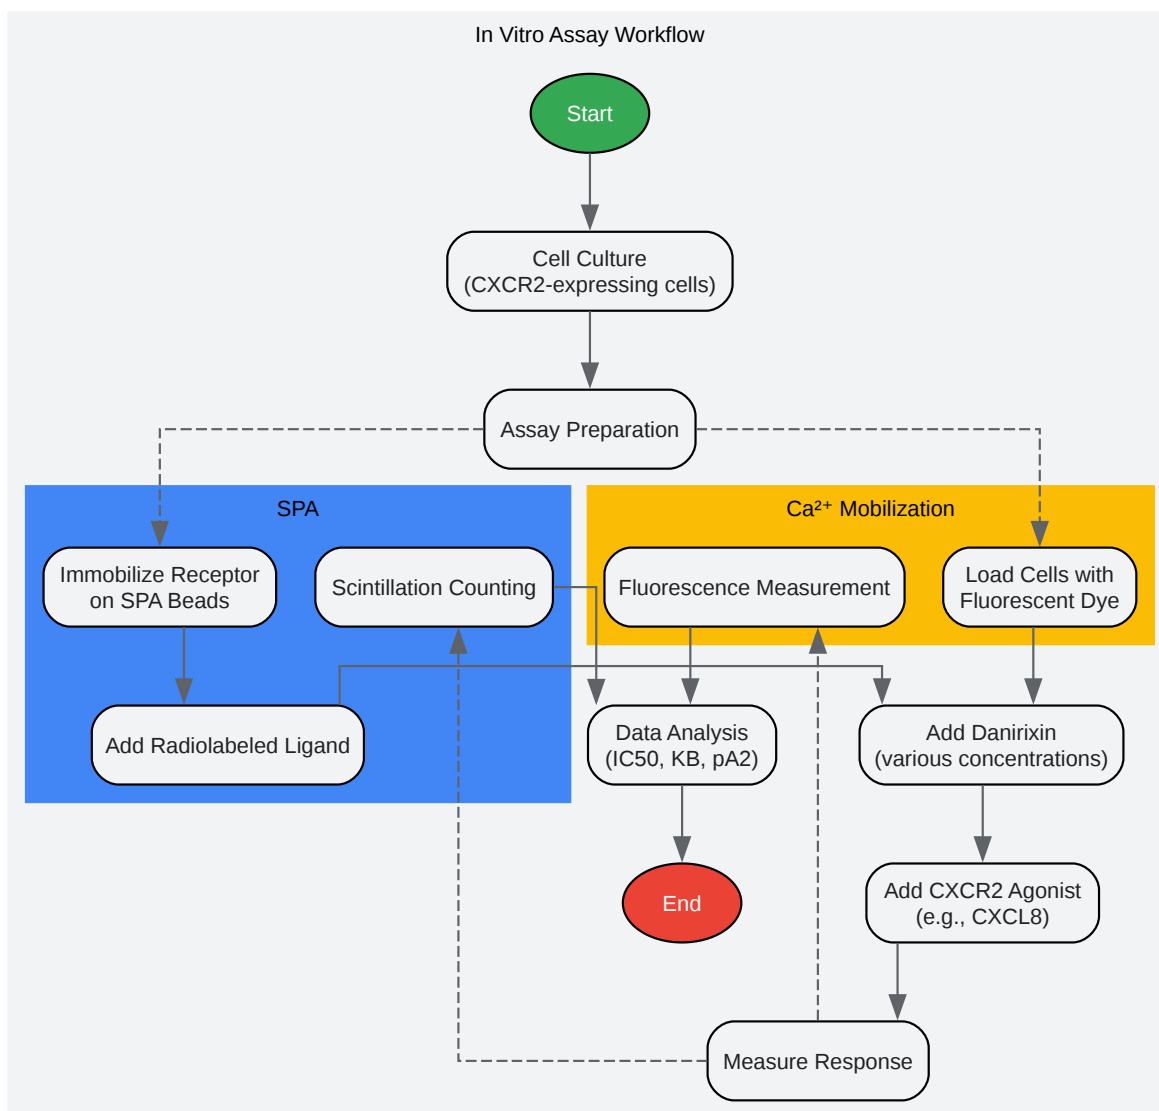 In Vitro Assay Workflow
Start
Cell Culture
(CXCR2-expressing cells)
Assay Preparation
SPA
Ca²⁺ Mobilization
Immobilize Receptor
on SPA Beads
Scintillation Counting
Fluorescence Measurement
Load Cells with
Fluorescent Dye
Add Radiolabeled Ligand
Data Analysis
(IC50, KB, pA2)
Add Danirixin
(various concentrations)
End
Add CXCR2 Agonist
(e.g., CXCL8)
Measure Response